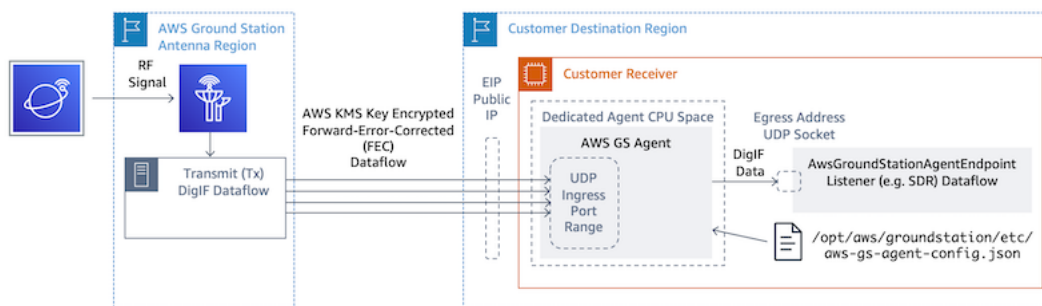 AWS Ground Station
Antenna Region
RF
Signal
Transmit (Tx)
DigIF Dataflow
AWS KMS Key Encrypted
Forward-Error-Corrected
(FEC)
Dataflow
Customer Destination Region
EIP
Public
IP
Customer Receiver
Dedicated Agent CPU Space
AWS GS Agent
UDP
Ingress
Port
Range
Egress Address
UDP Socket
DigIF
Data
AwsGroundStationAgentEndpoint
Listener (e.g. SDR) Dataflow
/opt/aws/groundstation/etc/
aws-gs-agent-config.json